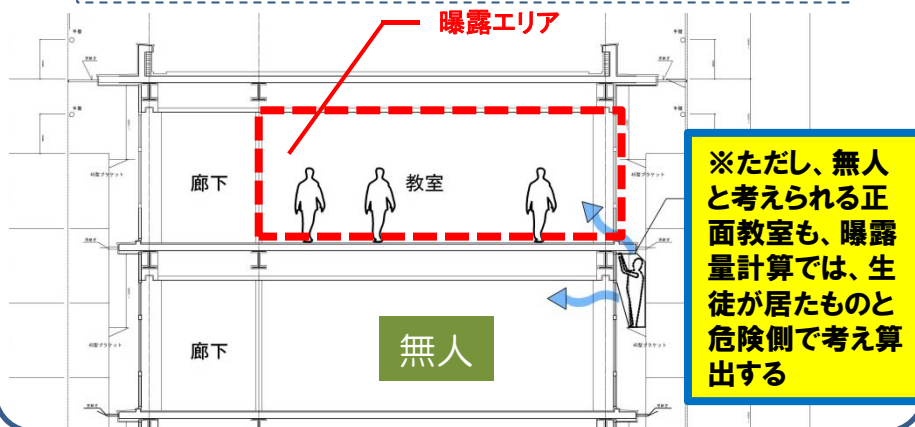 曝露エリア
廊下
教室
※ただし、無人
と考えられる正
面教室も、曝露
量計算では、生
徒が居たものと
危険側で考え算
出する
廊下
無人